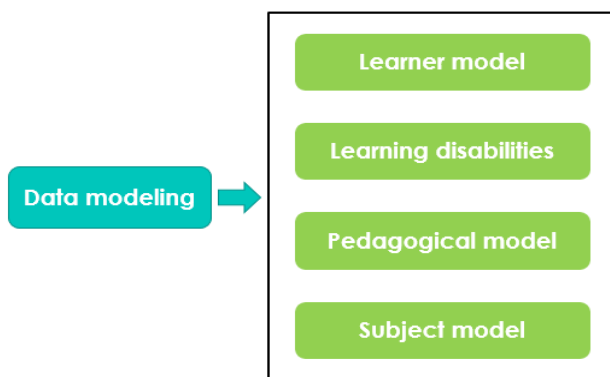 Data modeling
Learner model
Learning disabilities
Pedagogical model
Subject model